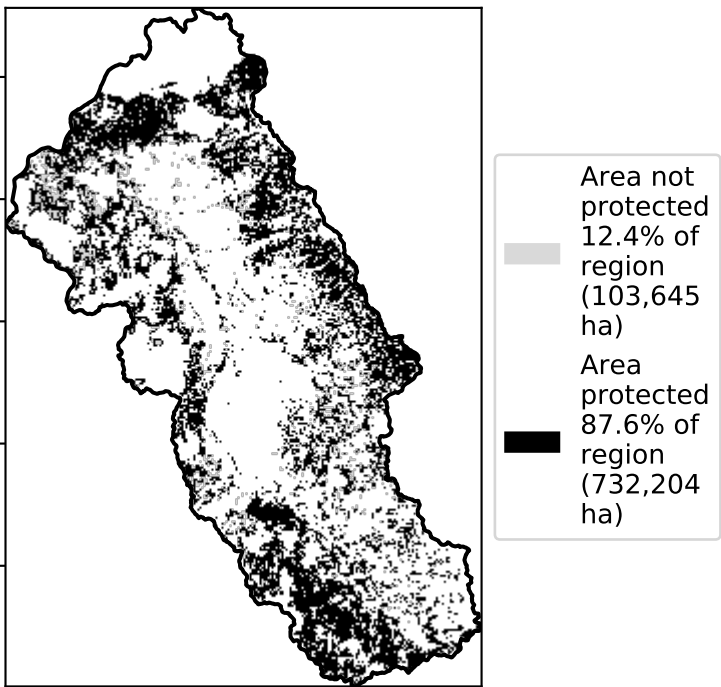 Area not
protected
12.4% of
region
(103,645
ha)
Area
protected
87.6% of
region
(732,204
ha)